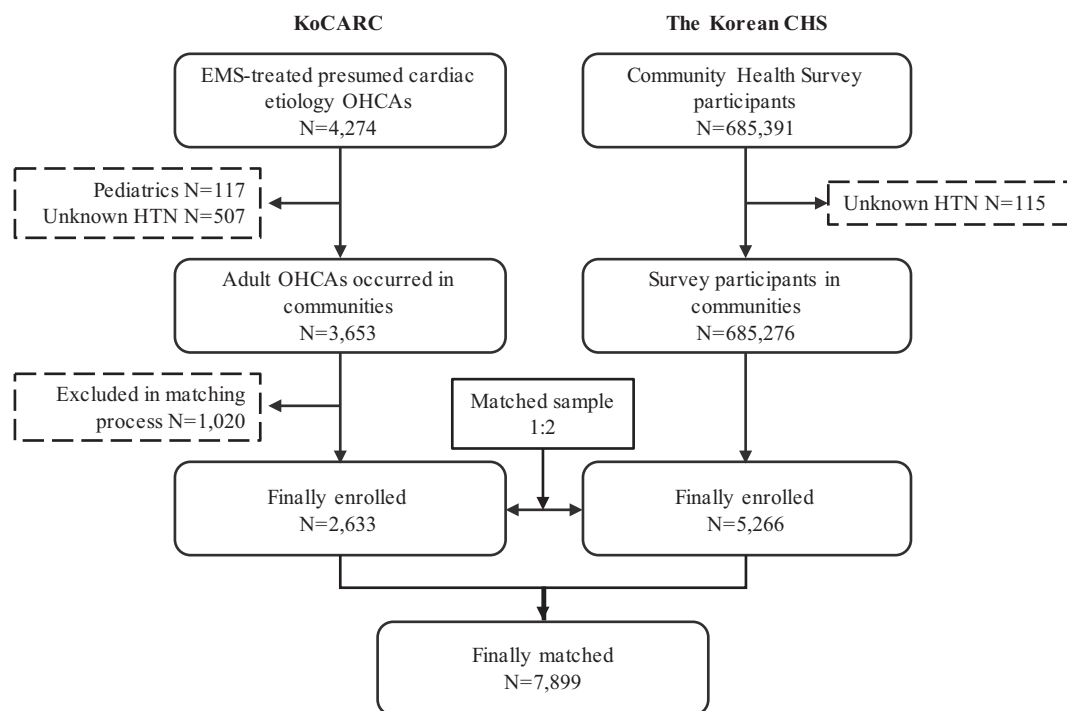 KoCARC
The Korean CHS
EMS-treated presumed cardiac
etiology OHCAs
N=4,274
Community Health Survey
participants
N=685,391
Pediatrics N=117
Unknown HTN N=507
Unknown HTN N=115
Adult OHCAs occurred in
communities
N=3,653
Survey participants in
communities
N=685,276
Excluded in matching
process N=1,020
Matched sample
1:2
Finally enrolled
N=2,633
Finally enrolled
N=5,266
Finally matched
N=7,899